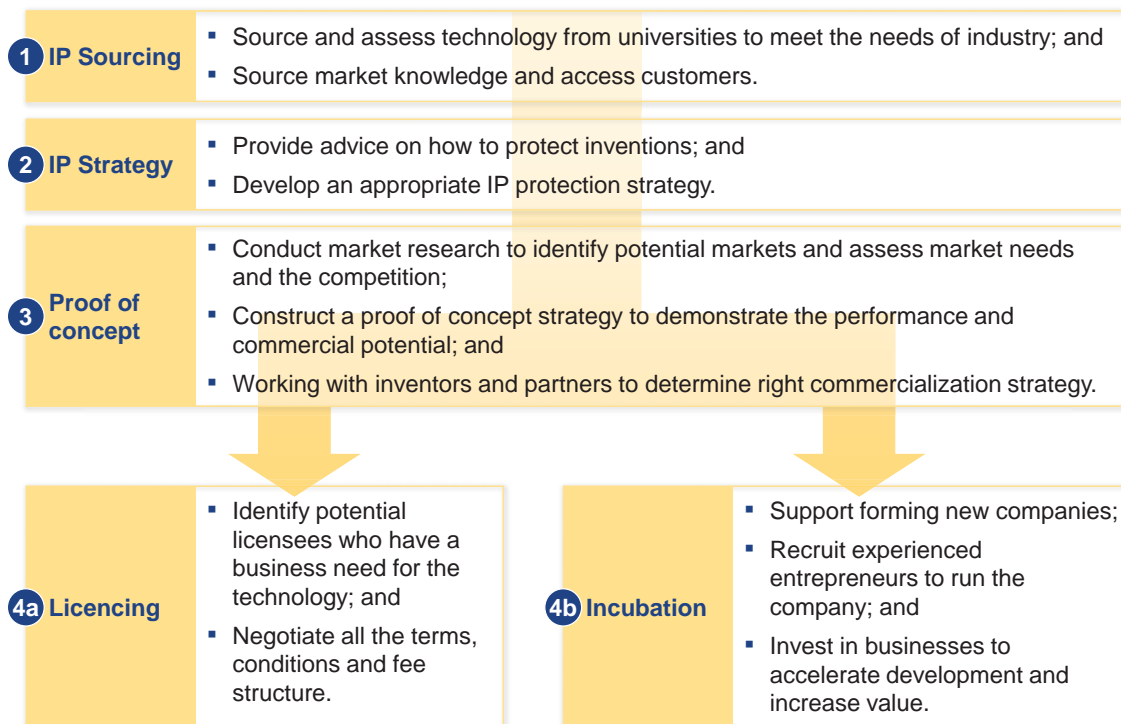 1 IP Sourcing
▪ Source and assess technology from universities to meet the needs of industry; and
▪ Source market knowledge and access customers.
2 IP Strategy
▪ Provide advice on how to protect inventions; and
▪ Develop an appropriate IP protection strategy.
3 Proof of
concept
▪ Conduct market research to identify potential markets and assess market needs
and the competition;
▪ Construct a proof of concept strategy to demonstrate the performance and
commercial potential; and
▪ Working with inventors and partners to determine right commercialization strategy.
4a Licencing
▪ Identify potential
licensees who have a
business need for the
technology; and
▪ Negotiate all the terms,
conditions and fee
structure.
4b Incubation
▪ Support forming new companies;
▪ Recruit experienced
entrepreneurs to run the
company; and
▪ Invest in businesses to
accelerate development and
increase value.